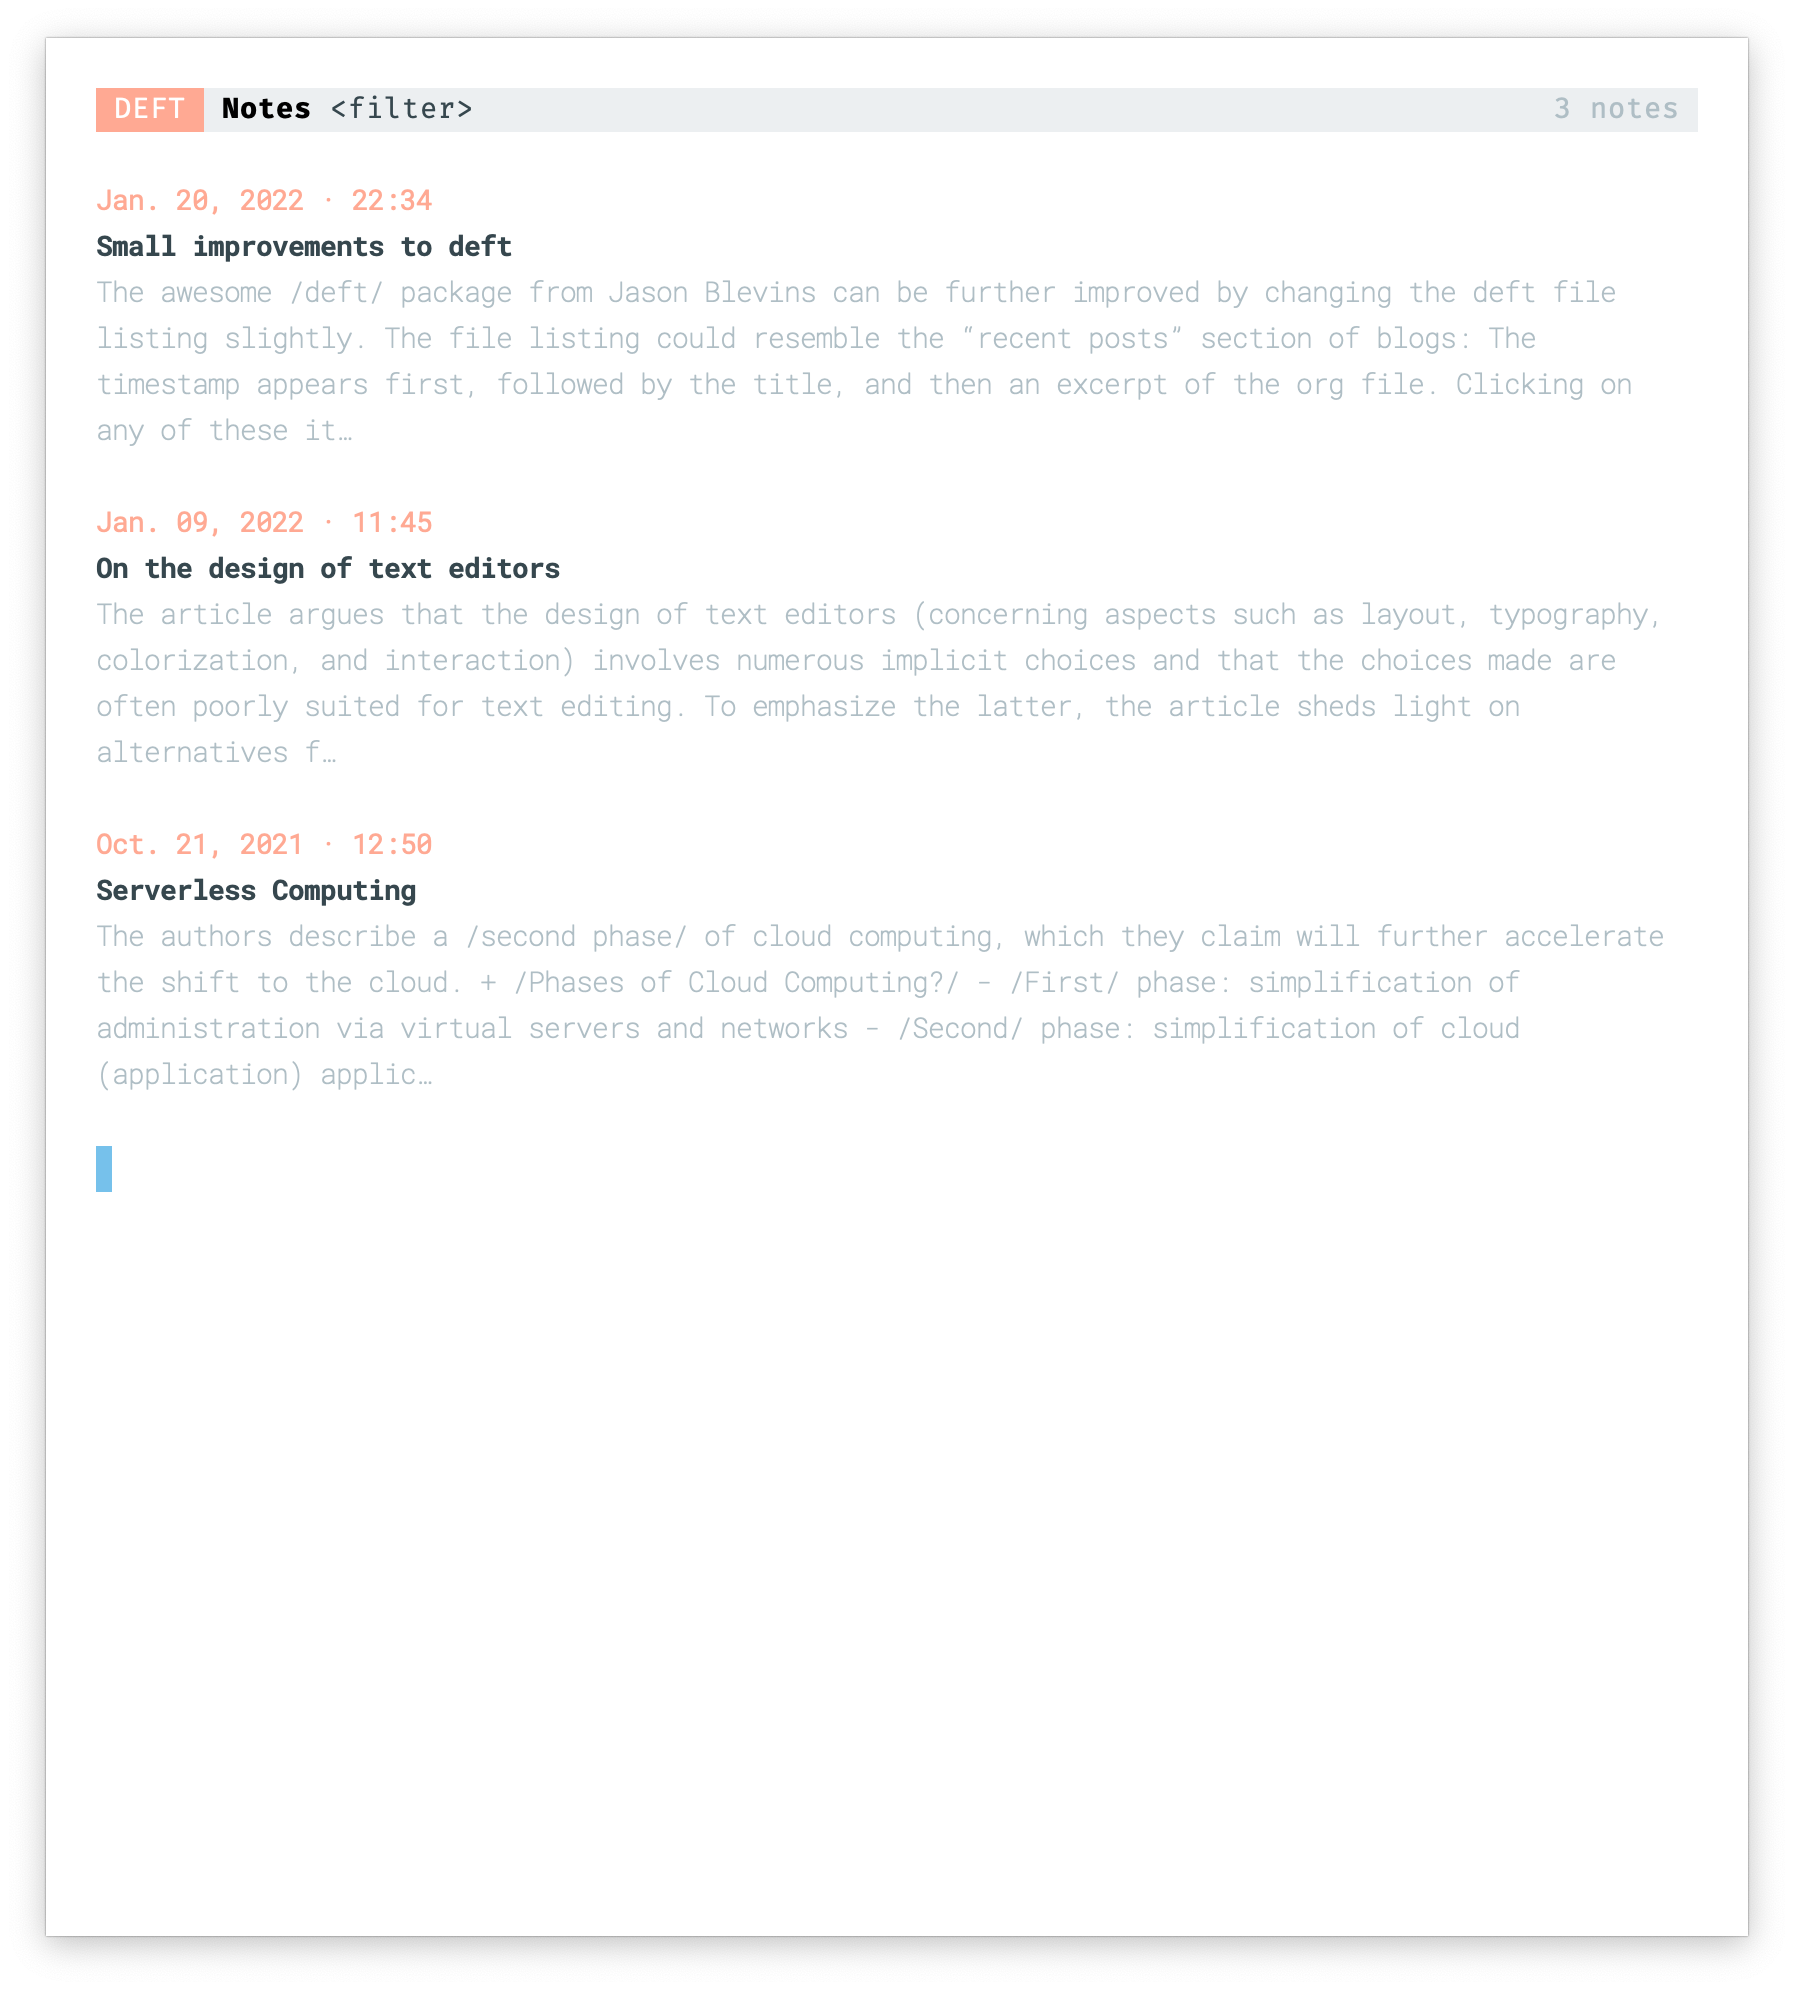 DEFT Notes <filter> 3 notes
Jan. 20, 2022 · 22:34
Small improvements to deft
The awesome /deft/ package from Jason Blevins can be further improved by changing the deft file
listing slightly. The file listing could resemble the “recent posts” section of blogs: The
timestamp appears first, followed by the title, and then an excerpt of the org file. Clicking on
any of these it…
Jan. 09, 2022 · 11:45
On the design of text editors
The article argues that the design of text editors (concerning aspects such as layout, typography,
colorization, and interaction) involves numerous implicit choices and that the choices made are
often poorly suited for text editing. To emphasize the latter, the article sheds light on
alternatives f…
Oct. 21, 2021 · 12:50
Serverless Computing
The authors describe a /second phase/ of cloud computing, which they claim will further accelerate
the shift to the cloud. + /Phases of Cloud Computing?/ - /First/ phase: simplification of
administration via virtual servers and networks - /Second/ phase: simplification of cloud
(application) applic…